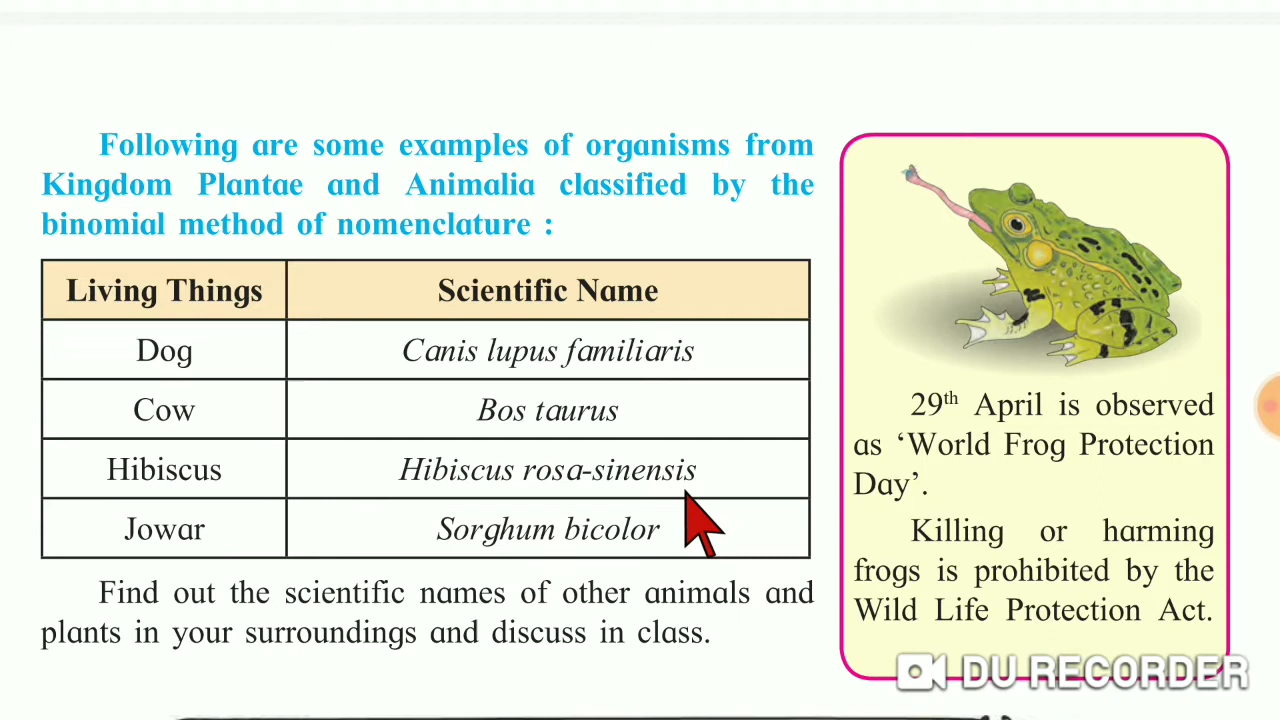 Following are some examples of organisms from
Kingdom Plantae and Animalia classified by the
binomial method of nomenclature :
Living Things Scientific Name
Dog Canis lupus familiaris
Cow Bos taurus
Hibiscus Hibiscus rosa-sinensis
Jowar Sorghum bicolor
Find out the scientific names of other animals and
plants in your surroundings and discuss in class.
29th April is observed
as ‘World Frog Protection
Day’.
Killing or harming
frogs is prohibited by the
Wild Life Protection Act.
DU RECORDER